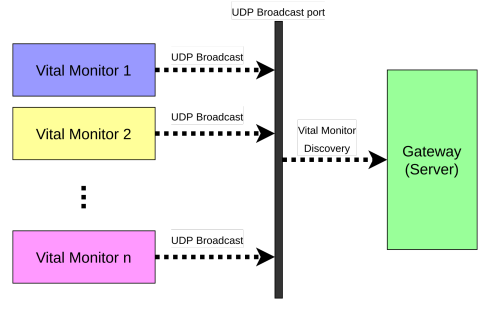 UDP Broadcast port
Vital Monitor 1
UDP Broadcast
Vital Monitor 2
UDP Broadcast
Vital Monitor
Discovery
Gateway
(Server)
Vital Monitor n
UDP Broadcast